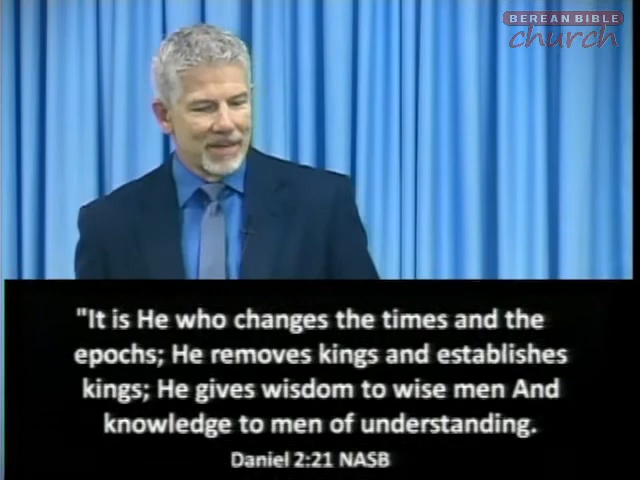 BEREAN BIBLE
church
"It is He who changes the times and the
epochs; He removes kings and establishes
kings; He gives wisdom to wise men And
knowledge to men of understanding.
Daniel 2:21 NASB